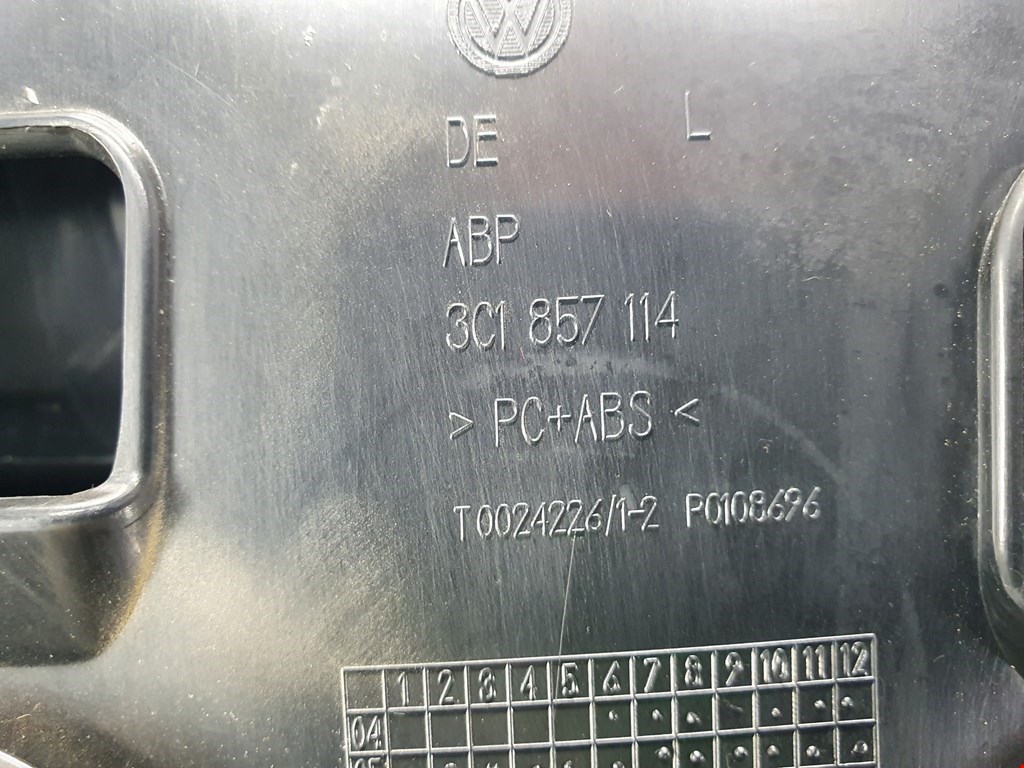 DE L
ABP
3C1 857 114
> PC+ABS <
T0024226/1-2 P0108696
1 2 3 4 5 6 7 8 9 10 11 12
04
05